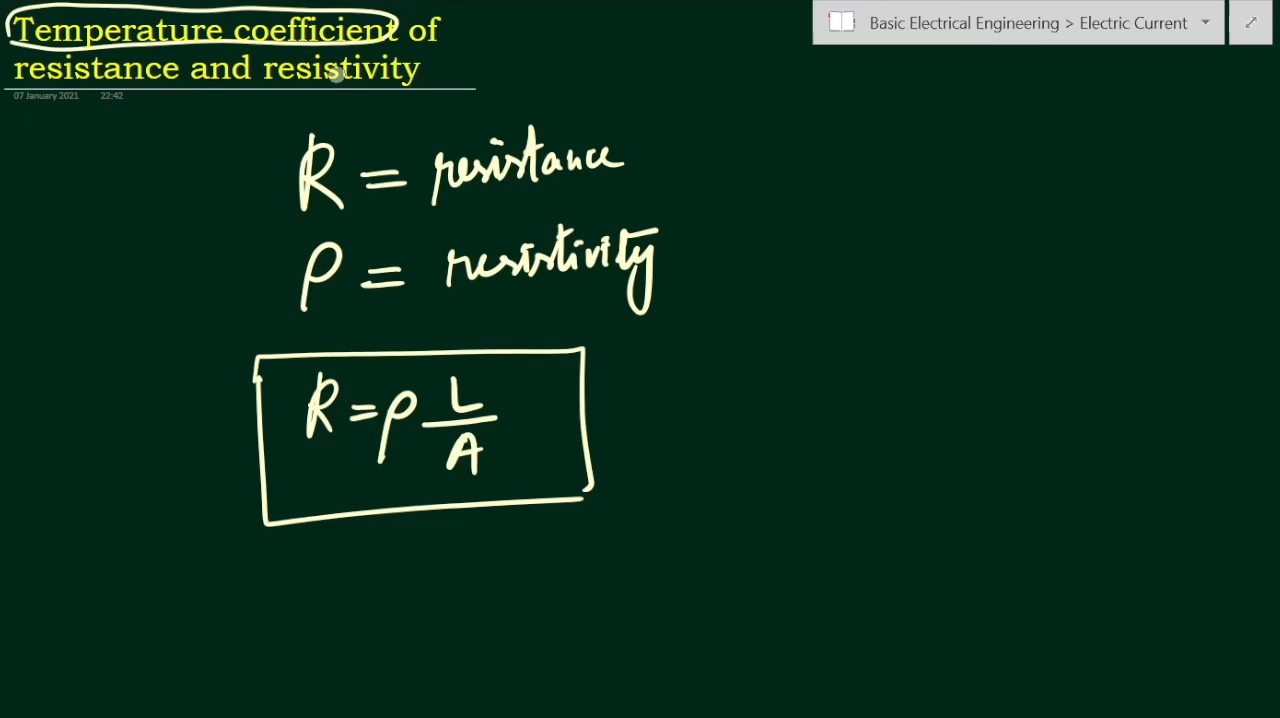 Temperature coefficient of
resistance and resistivity
07 January 2021 22:42
Basic Electrical Engineering > Electric Current
R = resistance
ρ = resistivity
R = ρ L/A